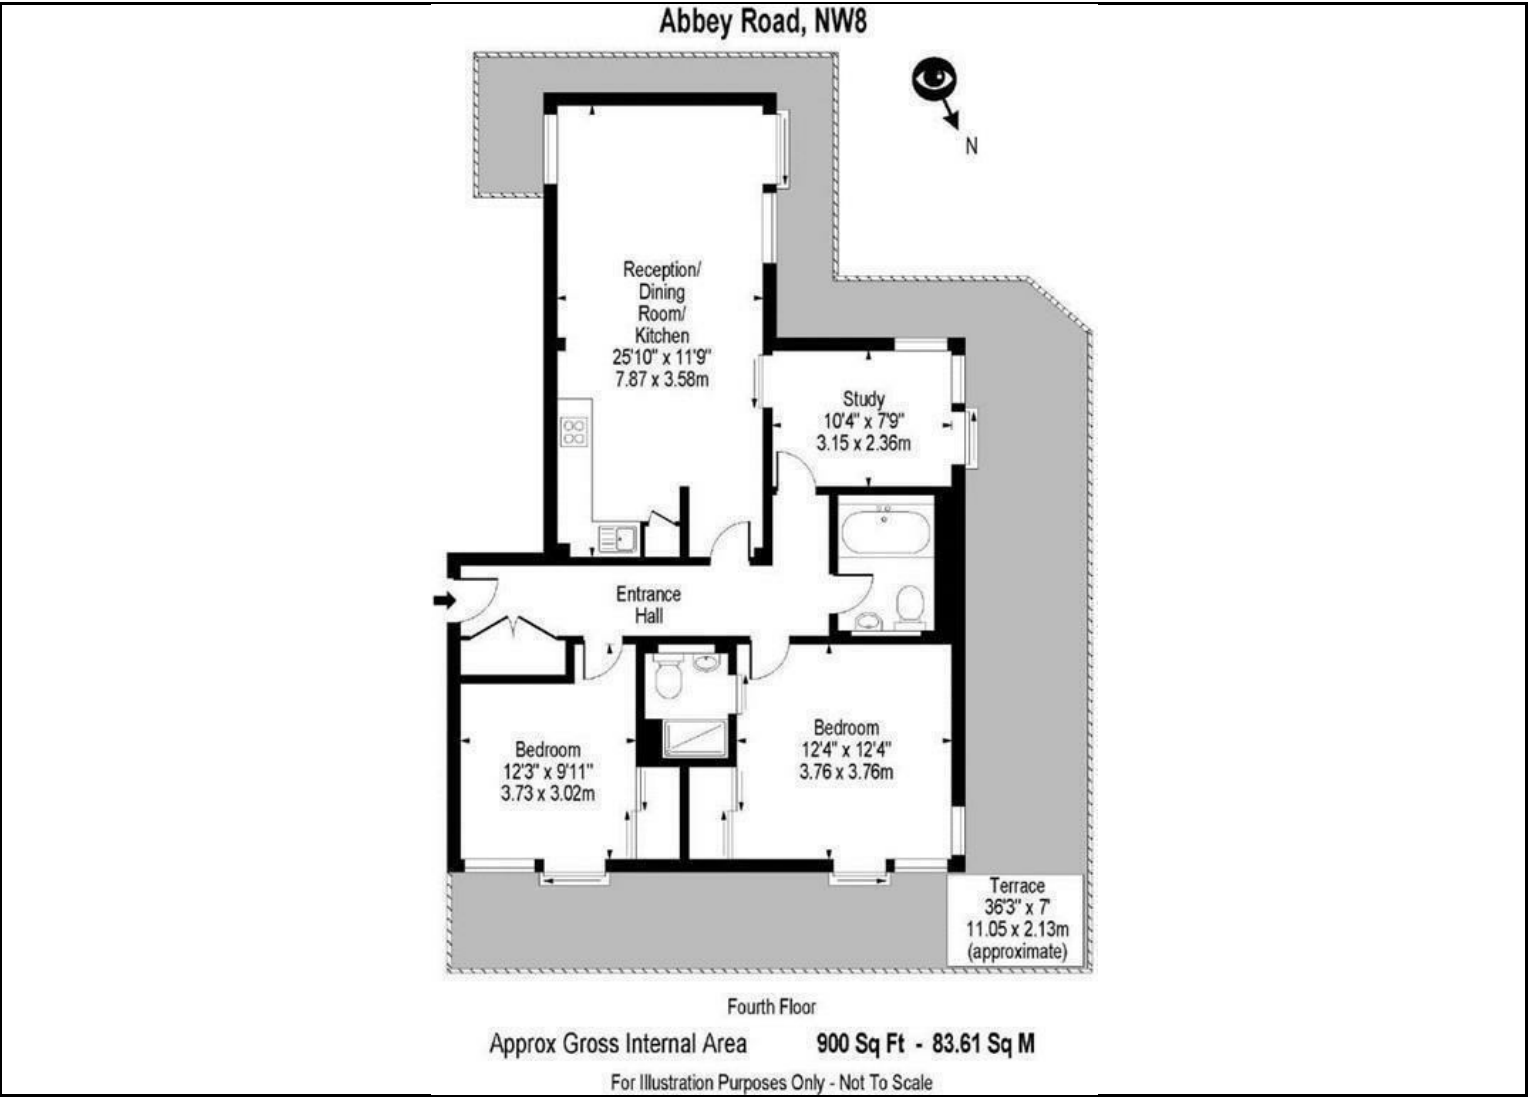 Abbey Road, NW8
N
Reception/
Dining
Room/
Kitchen
25'10" x 11'9"
7.87 x 3.58m
Study
10'4" x 7'9"
3.15 x 2.36m
Entrance
Hall
Bedroom
12'3" x 9'11"
3.73 x 3.02m
Bedroom
12'4" x 12'4"
3.76 x 3.76m
Terrace
36'3" x 7'
11.05 x 2.13m
(approximate)
Fourth Floor
Approx Gross Internal Area 900 Sq Ft - 83.61 Sq M
For Illustration Purposes Only - Not To Scale